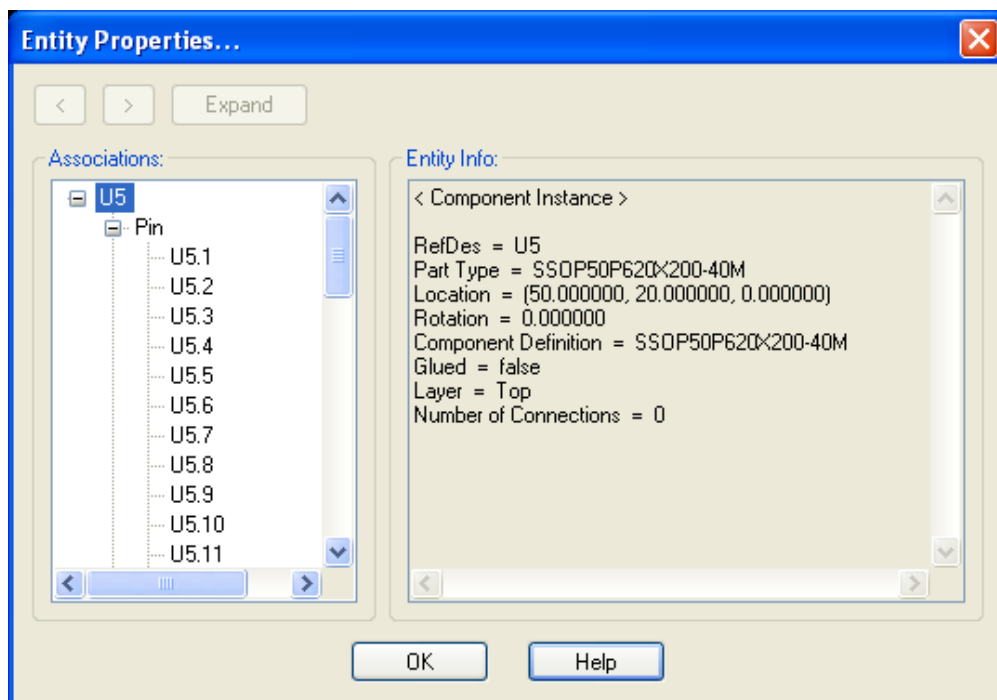 Entity Properties...
< > Expand
Associations:
U5
Pin
U5.1
U5.2
U5.3
U5.4
U5.5
U5.6
U5.7
U5.8
U5.9
U5.10
U5.11
Entity Info:
< Component Instance >
RefDes = U5
Part Type = SSOP50P620X200-40M
Location = (50.000000, 20.000000, 0.000000)
Rotation = 0.000000
Component Definition = SSOP50P620X200-40M
Glued = false
Layer = Top
Number of Connections = 0
OK
Help